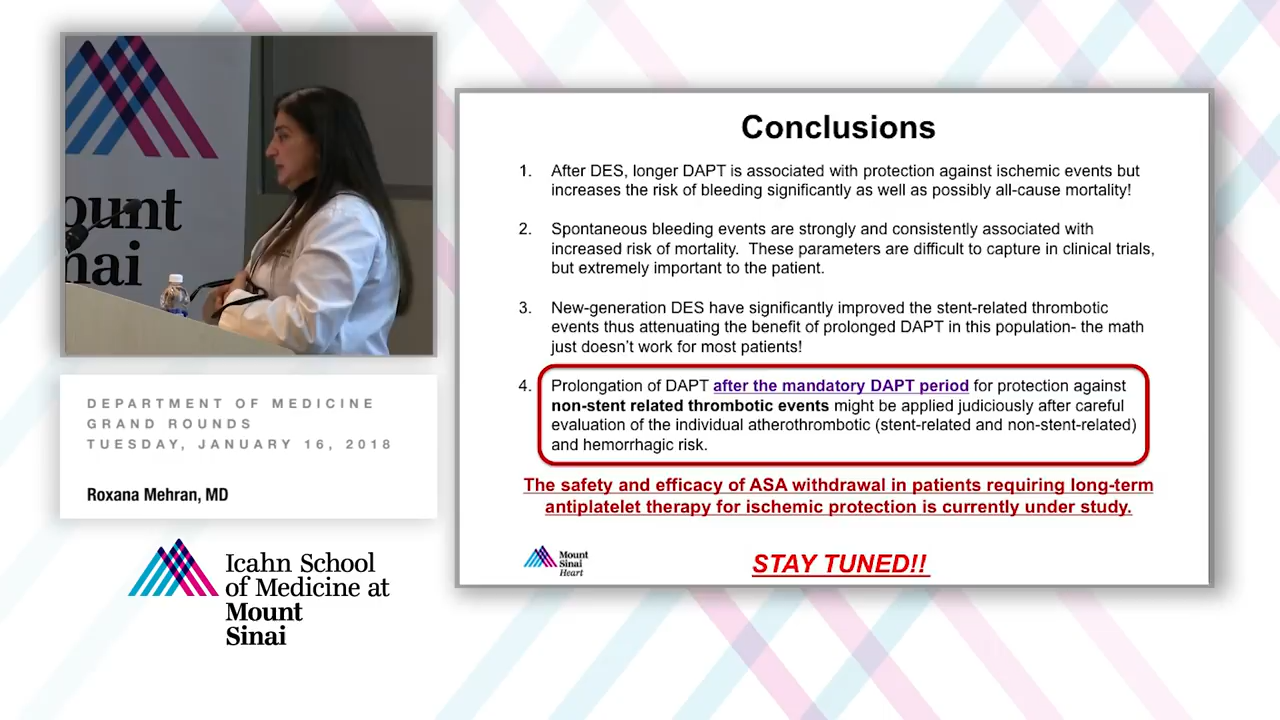 ount
nai
DEPARTMENT OF MEDICINE
GRAND ROUNDS
TUESDAY, JANUARY 16, 2018
Roxana Mehran, MD
Icahn School
of Medicine at
Mount
Sinai
Conclusions
1. After DES, longer DAPT is associated with protection against ischemic events but
increases the risk of bleeding significantly as well as possibly all-cause mortality!
2. Spontaneous bleeding events are strongly and consistently associated with
increased risk of mortality. These parameters are difficult to capture in clinical trials,
but extremely important to the patient.
3. New-generation DES have significantly improved the stent-related thrombotic
events thus attenuating the benefit of prolonged DAPT in this population- the math
just doesn't work for most patients!
4. Prolongation of DAPT after the mandatory DAPT period for protection against
non-stent related thrombotic events might be applied judiciously after careful
evaluation of the individual atherothrombotic (stent-related and non-stent-related)
and hemorrhagic risk.
The safety and efficacy of ASA withdrawal in patients requiring long-term
antiplatelet therapy for ischemic protection is currently under study.
Mount
Sinai
Heart
STAY TUNED!!